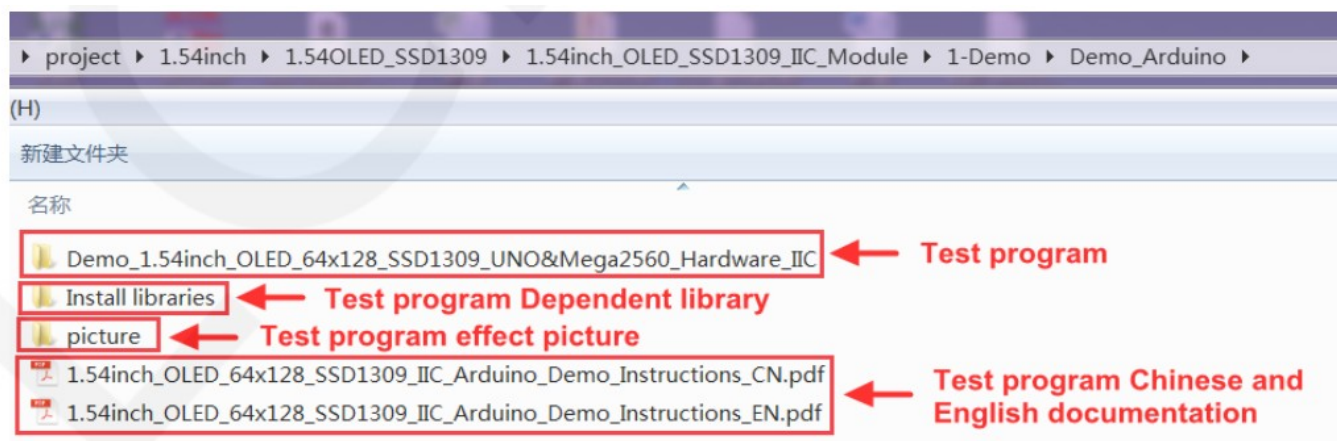 project ▸ 1.54inch ▸ 1.54OLED_SSD1309 ▸ 1.54inch_OLED_SSD1309_IIC_Module ▸ 1-Demo ▸ Demo_Arduino
(H)
新建文件夹
名称
Demo_1.54inch_OLED_64x128_SSD1309_UNO&Mega2560_Hardware_IIC Test program
Install libraries Test program Dependent library
picture Test program effect picture
1.54inch_OLED_64x128_SSD1309_IIC_Arduino_Demo_Instructions_CN.pdf
1.54inch_OLED_64x128_SSD1309_IIC_Arduino_Demo_Instructions_EN.pdf
Test program Chinese and
English documentation